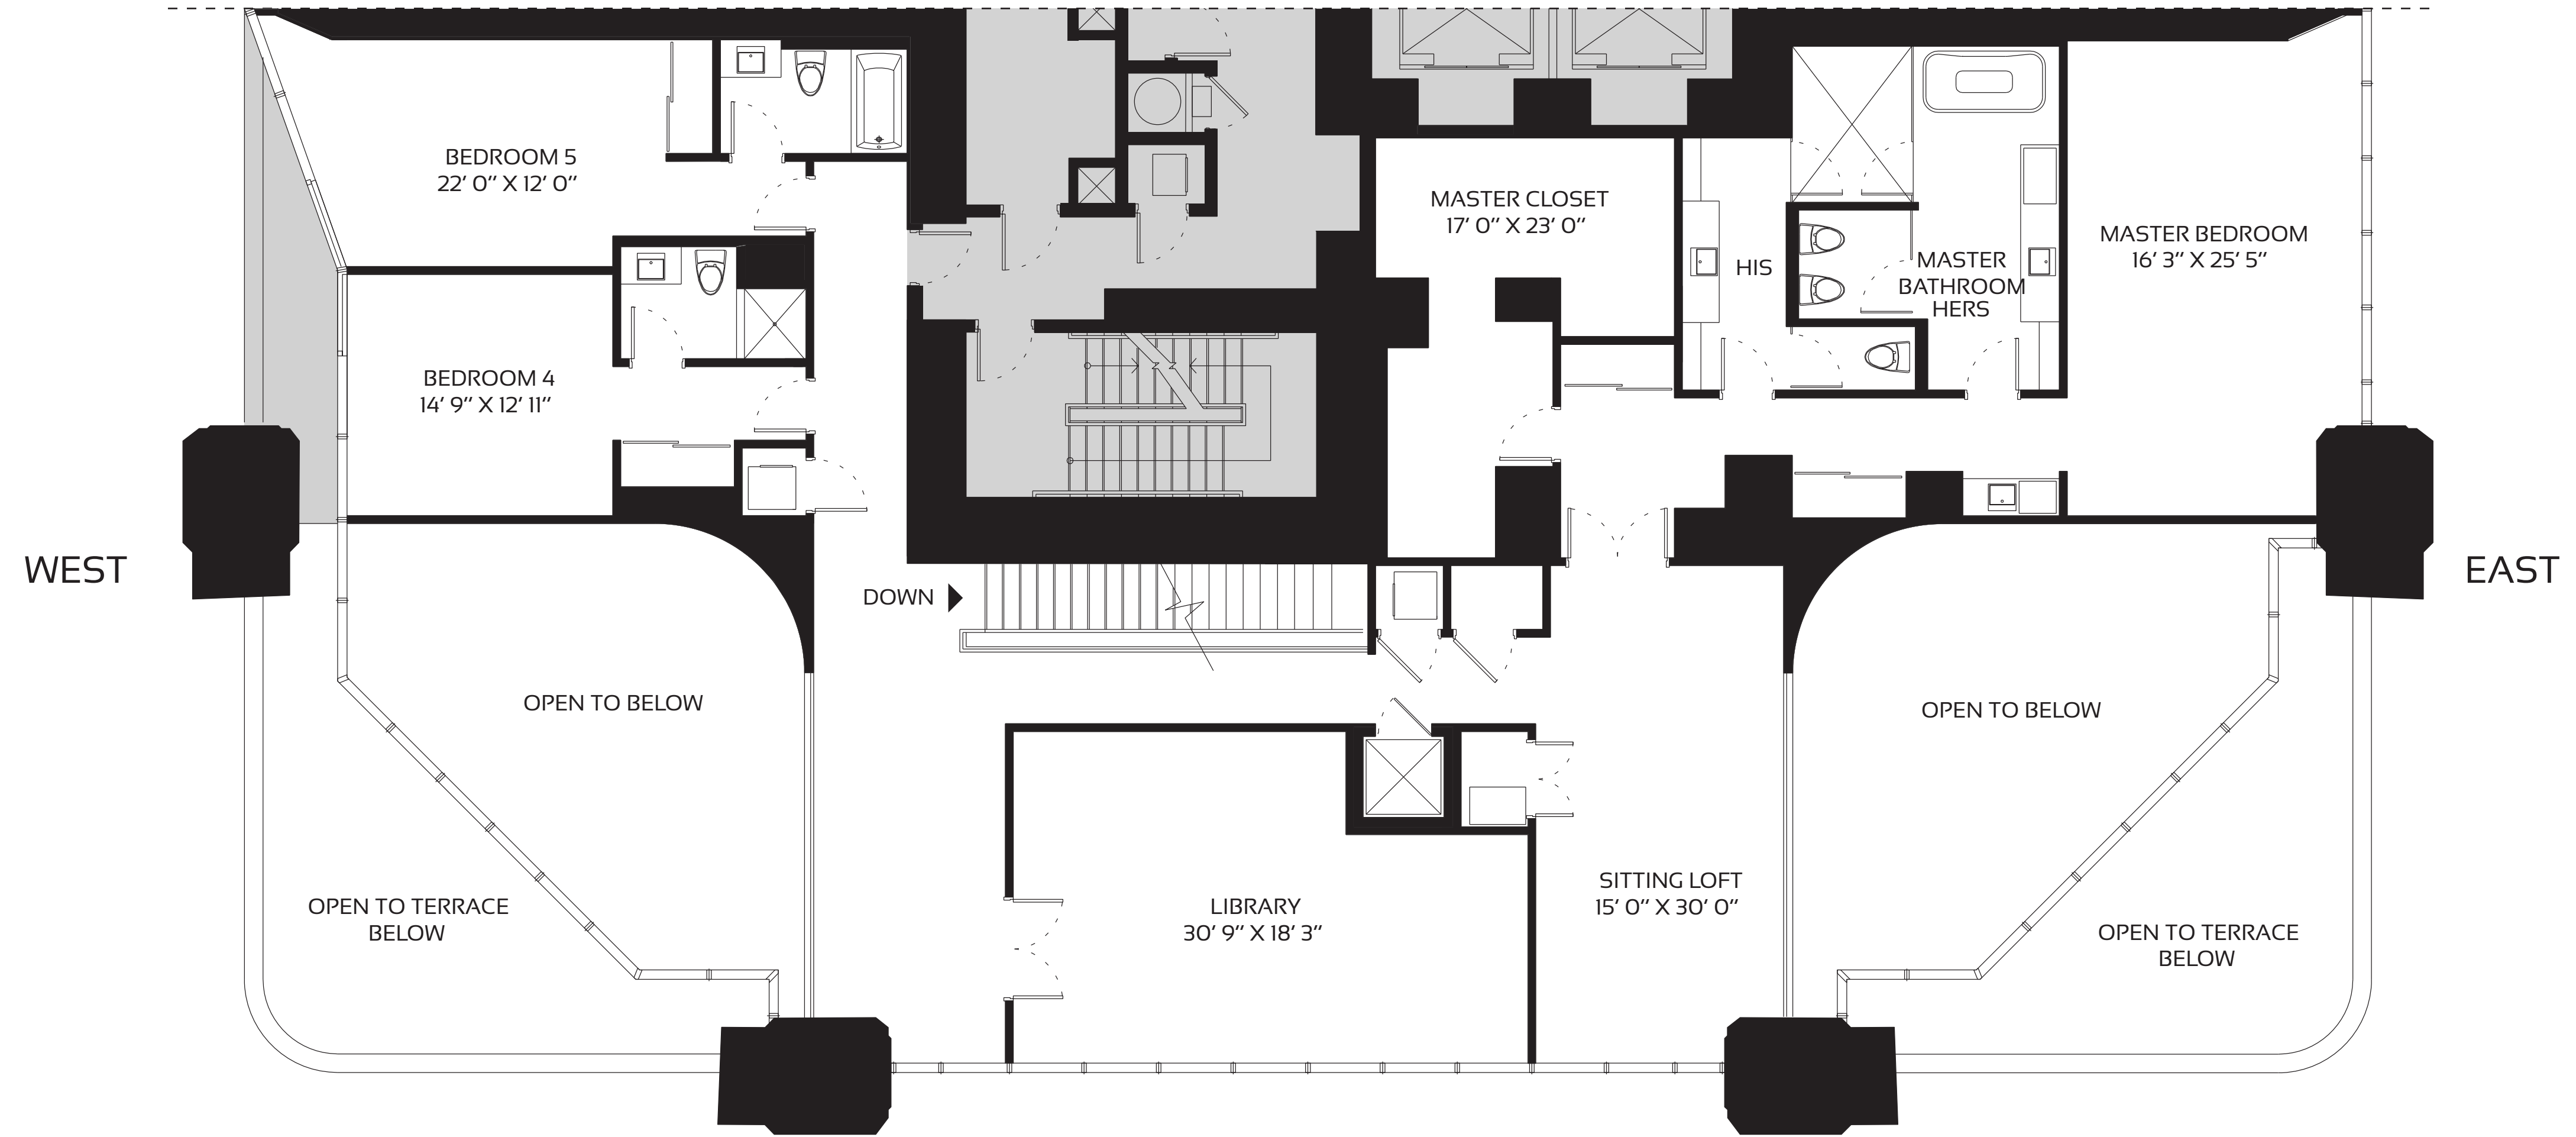 BEDROOM 5
22’ 0” X 12’ 0”
MASTER CLOSET
17’ 0” X 23’ 0”
HIS
MASTER
BATHROOM
HERS
MASTER BEDROOM
16’ 3” X 25’ 5”
BEDROOM 4
14’ 9” X 12’ 11”
WEST
DOWN
EAST
OPEN TO BELOW
OPEN TO BELOW
OPEN TO TERRACE
BELOW
LIBRARY
30’ 9” X 18’ 3”
SITTING LOFT
15’ 0” X 30’ 0”
OPEN TO TERRACE
BELOW